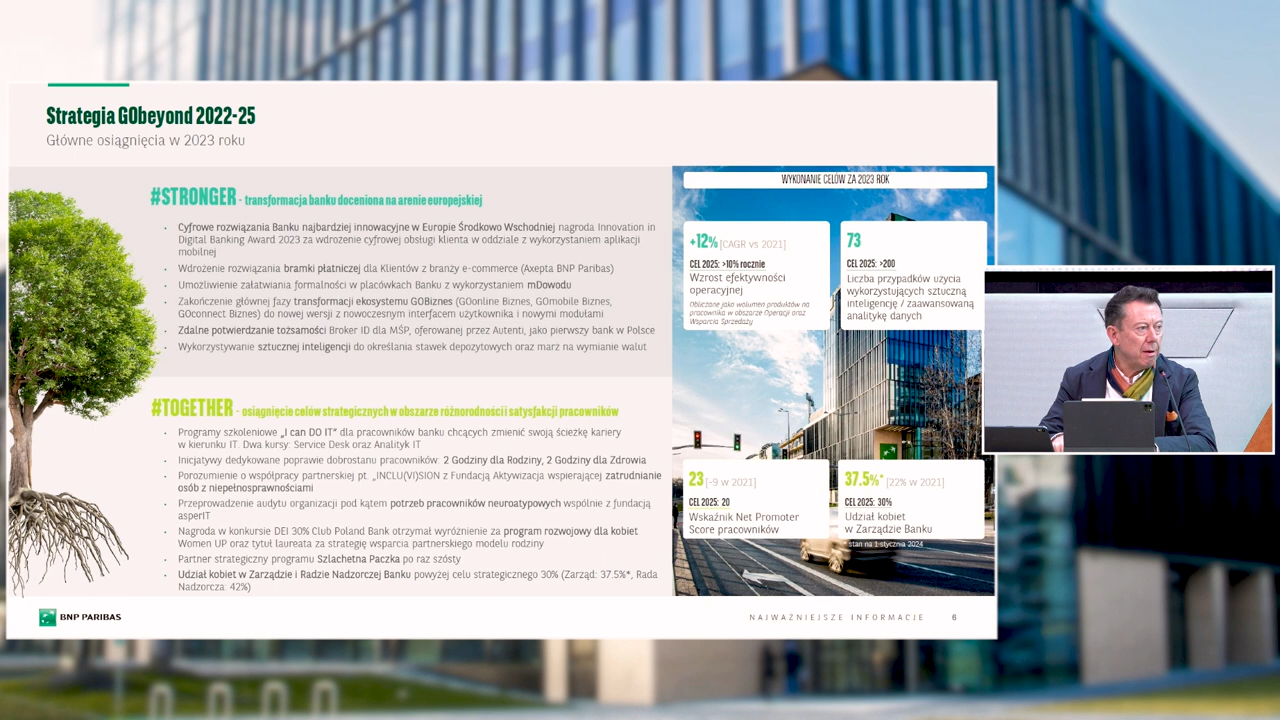 Strategia GObeyond 2022-25
Główne osiągnięcia w 2023 roku
#STRONGER - transformacja banku doceniona na arenie europejskiej
• Cyfrowe rozwiązania Banku najbardziej innowacyjne w Europie Środkowo Wschodniej nagroda Innovation in
Digital Banking Award 2023 za wdrożenie cyfrowej obsługi klienta w oddziale z wykorzystaniem aplikacji
mobilnej
• Wdrożenie rozwiązania bramki płatniczej dla Klientów z branży e-commerce (Axepta BNP Paribas)
• Umożliwienie załatwiania formalności w placówkach Banku z wykorzystaniem mDowodu
• Zakończenie głównej fazy transformacji ekosystemu GOBiznes (GOonline Biznes, GOmobile Biznes,
GOconnect Biznes) do nowej wersji z nowoczesnym interfacem użytkownika i nowymi modułami
• Zdalne potwierdzanie tożsamości Broker ID dla MŚP, oferowanej przez Autenti, jako pierwszy bank w Polsce
• Wykorzystywanie sztucznej inteligencji do określania stawek depozytowych oraz marż na wymianie walut
#TOGETHER - osiągnięcie celów strategicznych w obszarze różnorodności i satysfakcji pracowników
• Programy szkoleniowe „I can DO IT” dla pracowników banku chcących zmienić swoją ścieżkę kariery
w kierunku IT. Dwa kursy: Service Desk oraz Analityk IT
• Inicjatywy dedykowane poprawie dobrostanu pracowników 2 Godziny dla Rodziny, 2 Godziny dla Zdrowia
• Porozumienie o współpracy partnerskiej pt. „INCLU(VI)SION z Fundacją Aktywizacja wspierającej zatrudnianie
osób z niepełnosprawnościami
• Przeprowadzenie audytu organizacji pod kątem potrzeb pracowników neuroatypowych wspólnie z fundacją
asperIT
• Nagroda w konkursie DEI 30% Club Poland Bank otrzymał wyróżnienie za program rozwojowy dla kobiet
Women UP oraz tytuł laureata za strategię wsparcia partnerskiego modelu rodziny
• Partner strategiczny programu Szlachetna Paczka po raz szósty
• Udział kobiet w Zarządzie i Radzie Nadzorczej Banku powyżej celu strategicznego 30% (Zarząd: 37.5%*, Rada
Nadzorcza: 42%)
WYKONANIE CELÓW ZA 2023 ROK
+12% [CAGR vs 2021]
CEL 2025: >10% rocznie
Wzrost efektywności
operacyjnej
Obliczane jako wolumen produktów na
pracownika w obszarze Operacji oraz
Wsparcia Sprzedaży
73
CEL 2025: >200
Liczba przypadków użycia
wykorzystujących sztuczną
inteligencję / zaawansowaną
analitykę danych
23 [-9 w 2021]
CEL 2025: 20
Wskaźnik Net Promoter
Score pracowników
37.5%* [22% w 2021]
CEL 2025: 30%
Udział kobiet
w Zarządzie Banku
stan na 1 stycznia 2024
BNP PARIBAS
NAJWAŻNIEJSZE INFORMACJE 6